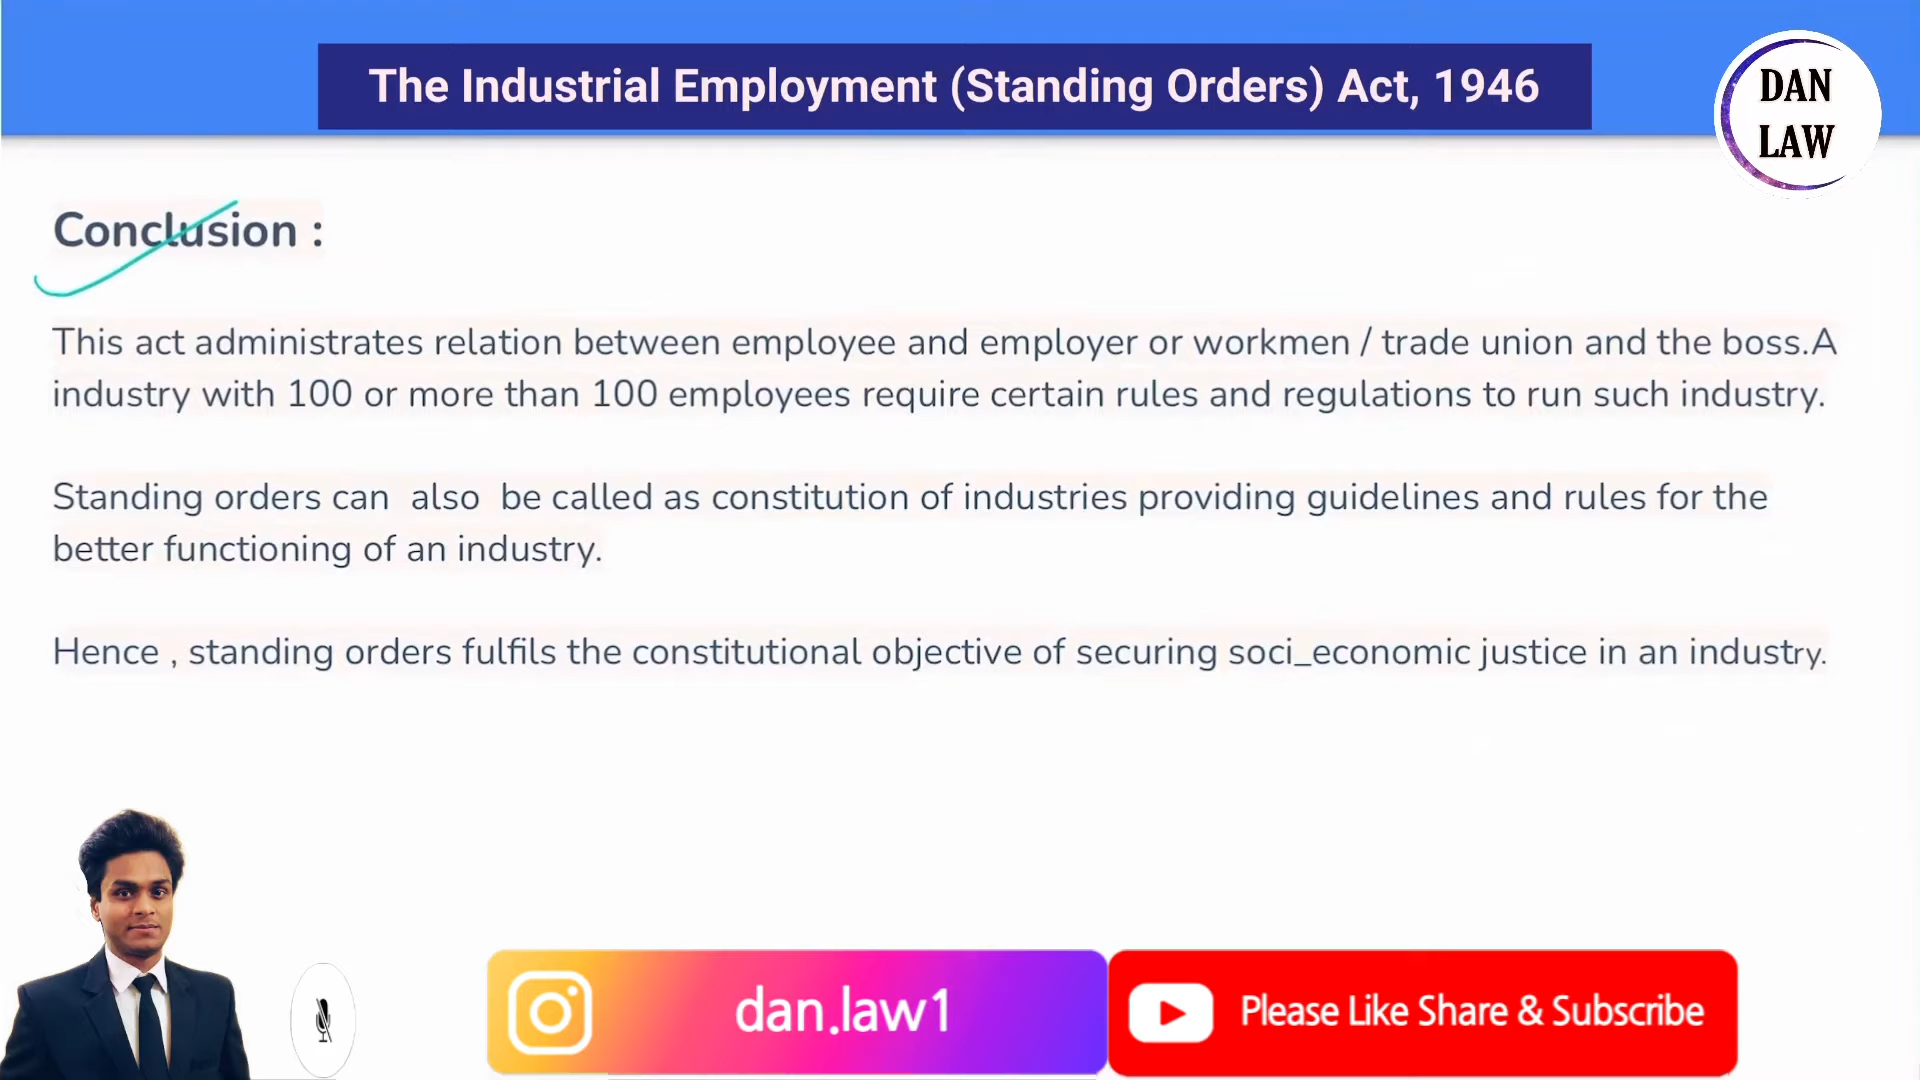 The Industrial Employment (Standing Orders) Act, 1946
DAN
LAW
Conclusion :
This act administrates relation between employee and employer or workmen / trade union and the boss.A
industry with 100 or more than 100 employees require certain rules and regulations to run such industry.
Standing orders can  also  be called as constitution of industries providing guidelines and rules for the
better functioning of an industry.
Hence , standing orders fulfils the constitutional objective of securing soci_economic justice in an industry.
dan.law1
Please Like Share & Subscribe